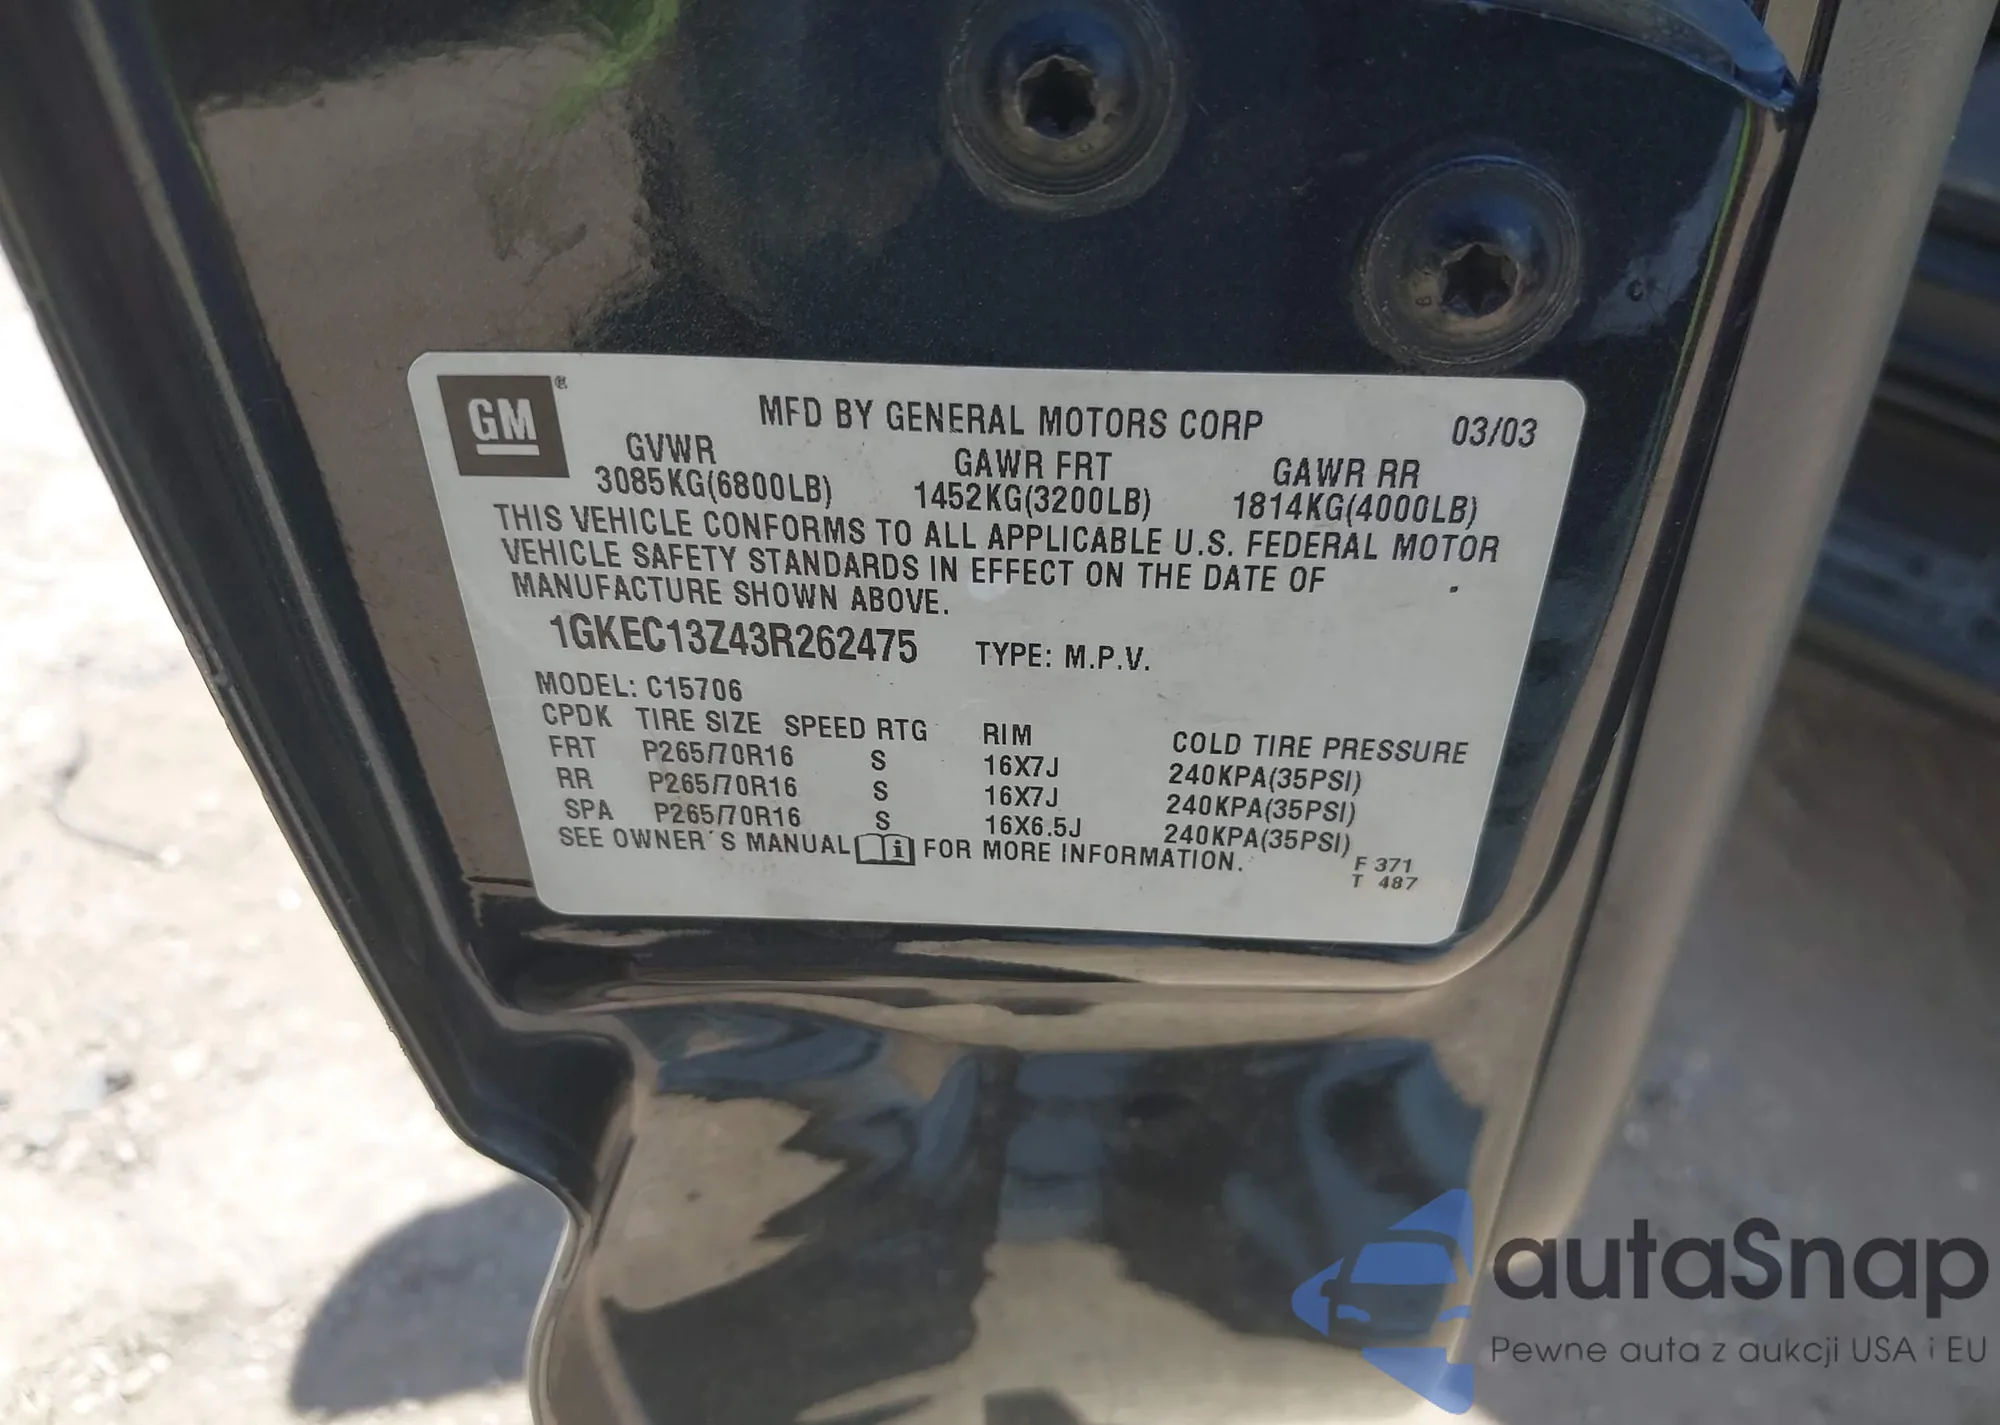 GM ®
MFD BY GENERAL MOTORS CORP 03/03
GVWR GAWR FRT GAWR RR
3085KG(6800LB) 1452KG(3200LB) 1814KG(4000LB)
THIS VEHICLE CONFORMS TO ALL APPLICABLE U.S. FEDERAL MOTOR
VEHICLE SAFETY STANDARDS IN EFFECT ON THE DATE OF
MANUFACTURE SHOWN ABOVE.
1GKEC13Z43R262475 TYPE: M.P.V.
MODEL: C15706
CPDK TIRE SIZE SPEED RTG RIM COLD TIRE PRESSURE
FRT P265/70R16 S 16X7J 240KPA(35PSI)
RR P265/70R16 S 16X7J 240KPA(35PSI)
SPA P265/70R16 S 16X6.5J 240KPA(35PSI)
SEE OWNER'S MANUAL i FOR MORE INFORMATION.
F 371
T 487
autaSnap
Pewne auta z aukcji USA i EU